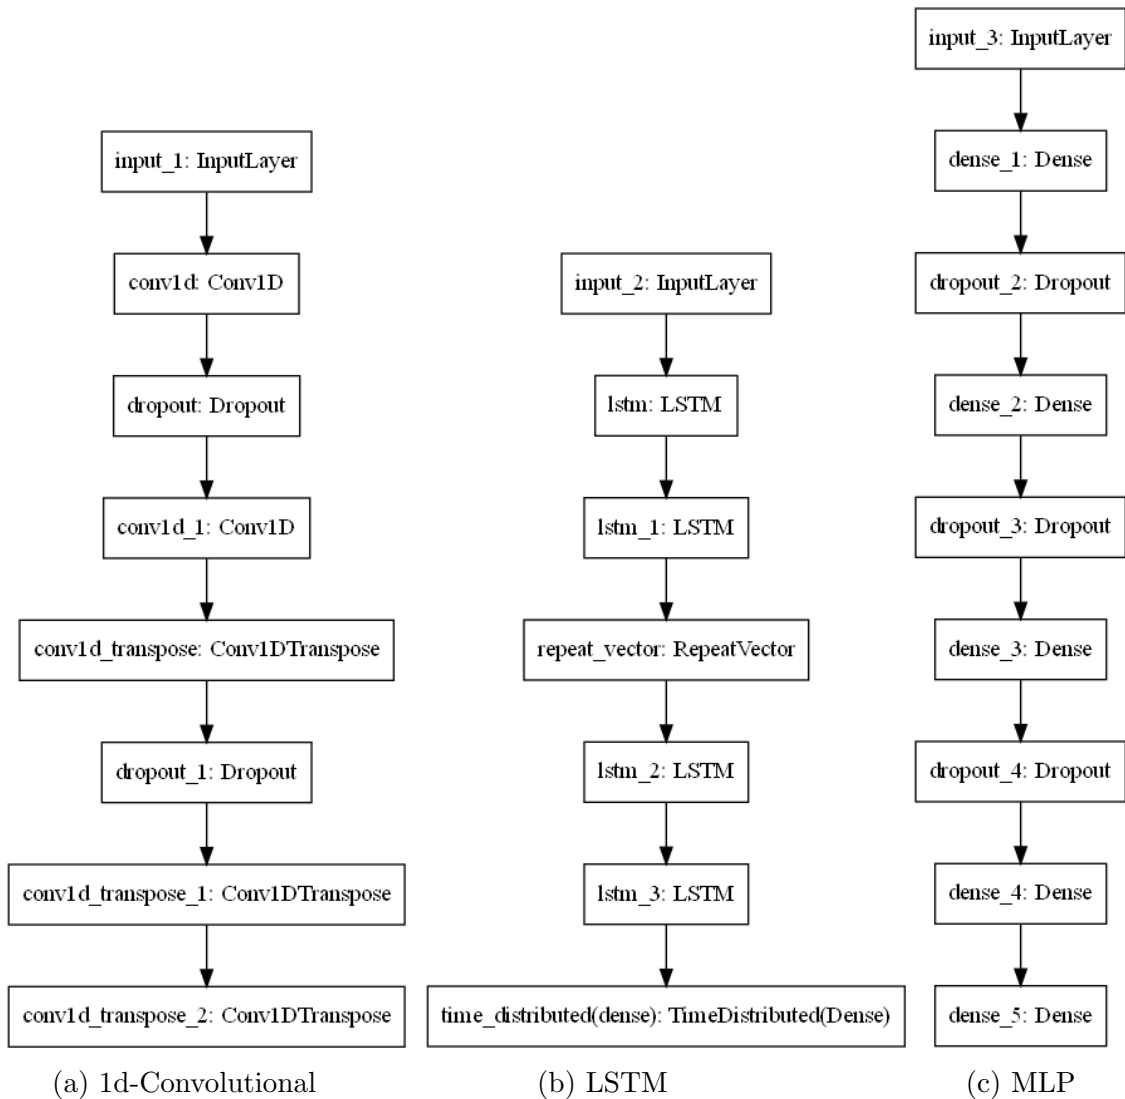 input_1: InputLayer
conv1d: Conv1D
dropout: Dropout
conv1d_1: Conv1D
conv1d_transpose: Conv1DTranspose
dropout_1: Dropout
conv1d_transpose_1: Conv1DTranspose
conv1d_transpose_2: Conv1DTranspose
(a) 1d-Convolutional
input_2: InputLayer
lstm: LSTM
lstm_1: LSTM
repeat_vector: RepeatVector
lstm_2: LSTM
lstm_3: LSTM
time_distributed(dense): TimeDistributed(Dense)
(b) LSTM
input_3: InputLayer
dense_1: Dense
dropout_2: Dropout
dense_2: Dense
dropout_3: Dropout
dense_3: Dense
dropout_4: Dropout
dense_4: Dense
dense_5: Dense
(c) MLP